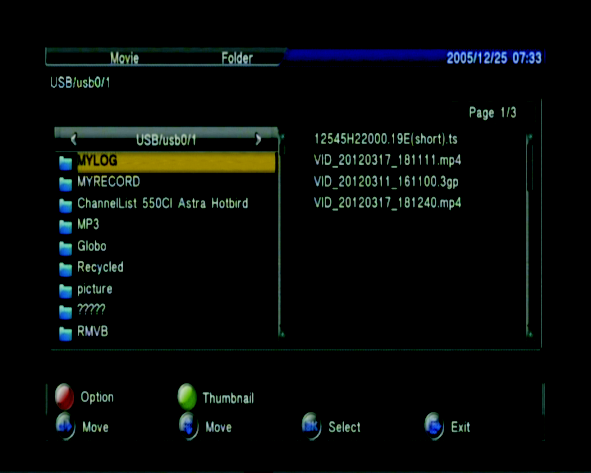 Movie Folder 2005/12/25 07:33
USB/usb0/1
Page 1/3
USB/usb0/1
MYLOG
MYRECORD
ChannelList 550CI Astra Hotbird
MP3
Globo
Recycled
picture
?????
RMVB
12545H22000.19E(short).ts
VID_20120317_181111.mp4
VID_20120311_161100.3gp
VID_20120317_181240.mp4
Option Thumbnail
Move Move OK Select Exit